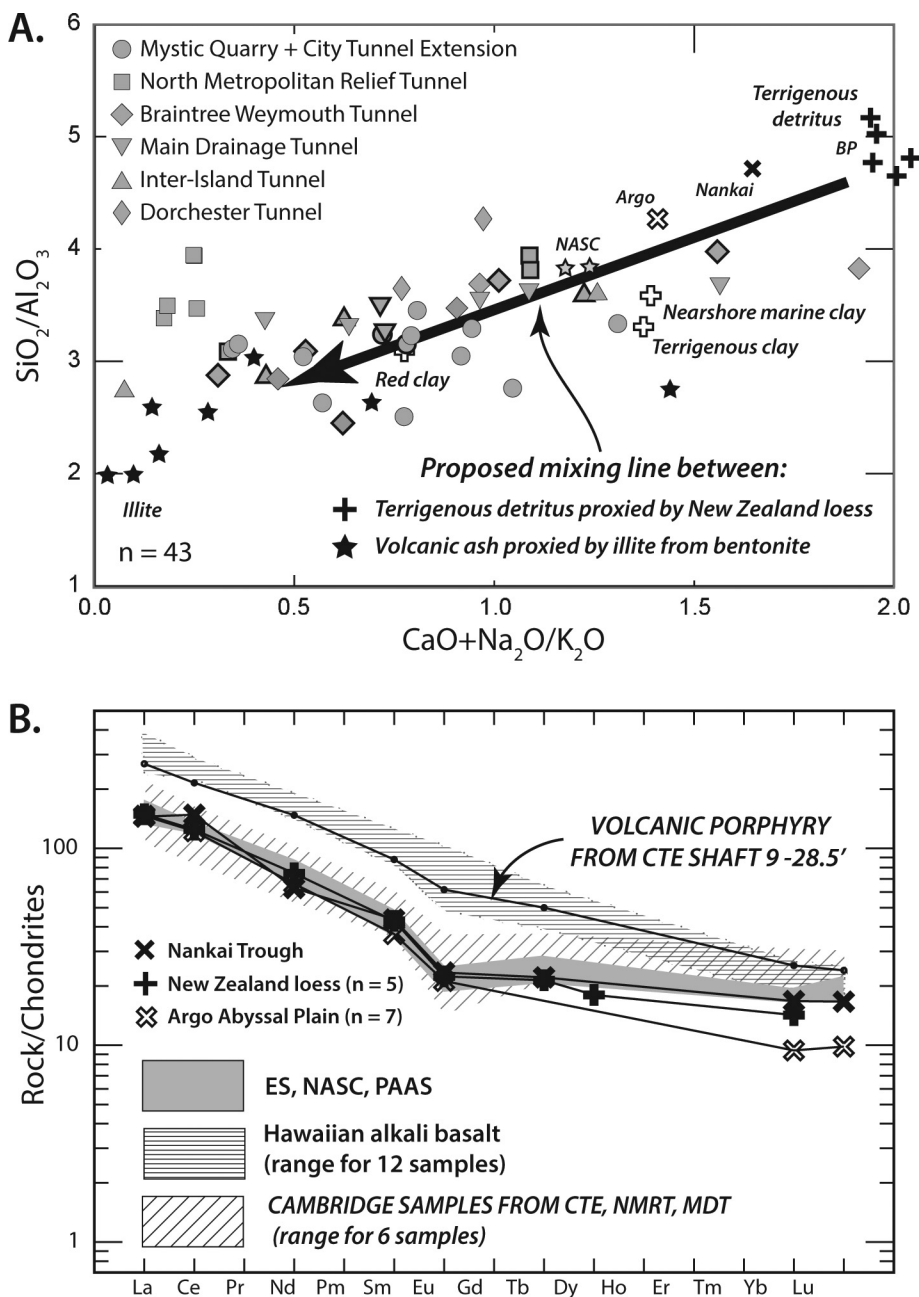 A.
Mystic Quarry + City Tunnel Extension
North Metropolitan Relief Tunnel
Braintree Weymouth Tunnel
Main Drainage Tunnel
Inter-Island Tunnel
Dorchester Tunnel
Terrigenous
detritus
BP
Nankai
Argo
NASC
Nearshore marine clay
Terrigenous clay
Red clay
Illite
n = 43
Proposed mixing line between:
Terrigenous detritus proxied by New Zealand loess
Volcanic ash proxied by illite from bentonite
SiO2/Al2O3
6
5
4
3
2
1
0.0 0.5 1.0 1.5 2.0
CaO+Na2O/K2O
B.
VOLCANIC PORPHYRY
FROM CTE SHAFT 9 -28.5’
Nankai Trough
New Zealand loess (n = 5)
Argo Abyssal Plain (n = 7)
ES, NASC, PAAS
Hawaiian alkali basalt
(range for 12 samples)
CAMBRIDGE SAMPLES FROM CTE, NMRT, MDT
(range for 6 samples)
Rock/Chondrites
100
10
1
La Ce Pr Nd Pm Sm Eu Gd Tb Dy Ho Er Tm Yb Lu